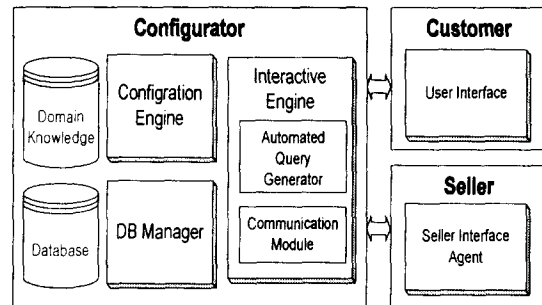 Configurator
Domain
Knowledge
Configration
Engine
Database
DB Manager
Interactive
Engine
Automated
Query
Generator
Communication
Module
Customer
User Interface
Seller
Seller Interface
Agent